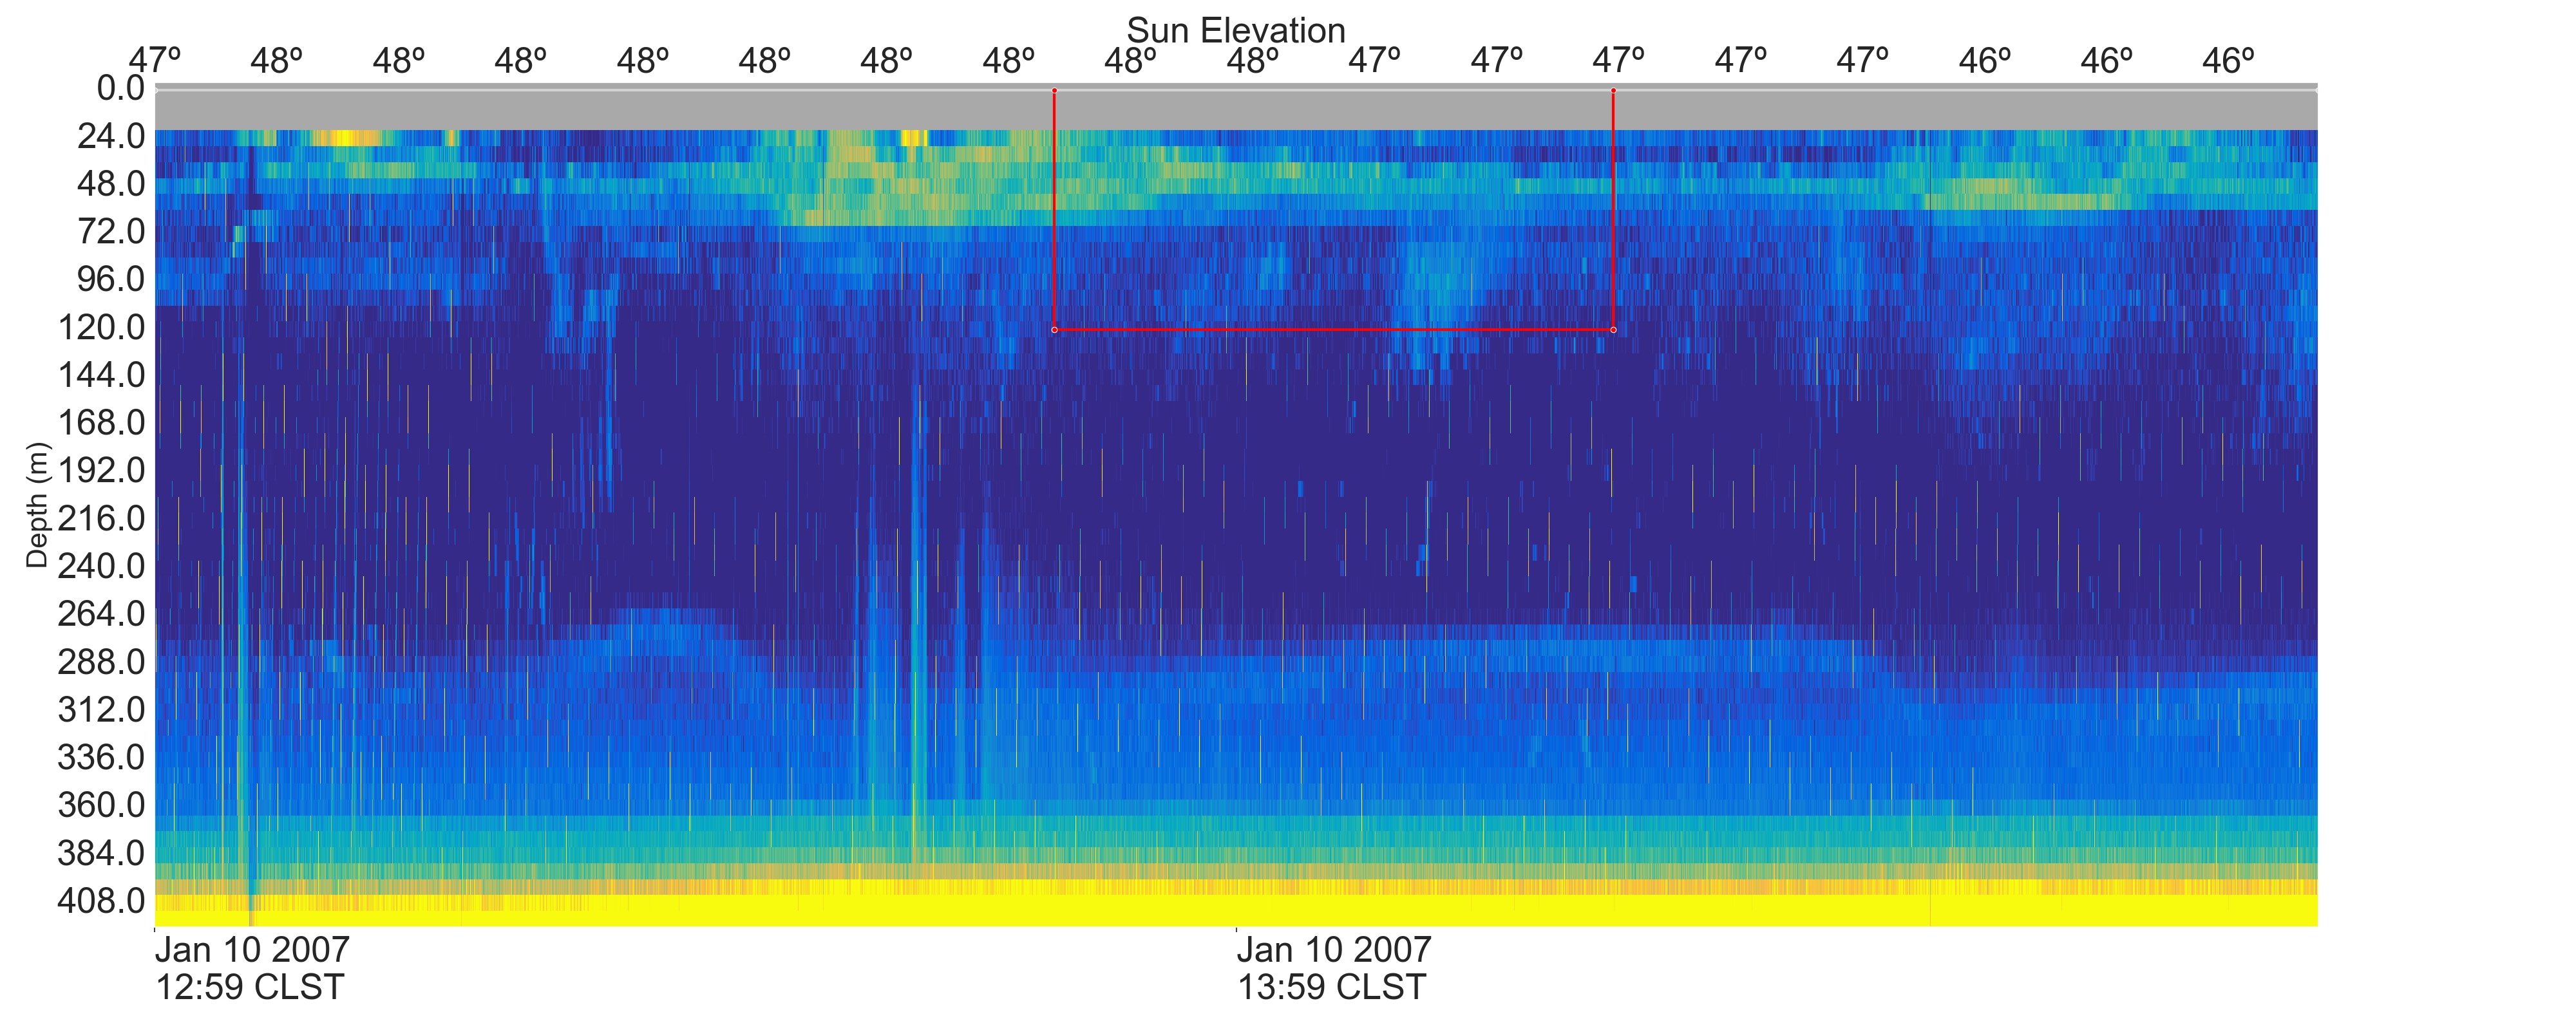 Sun Elevation
47º 48º 48º 48º 48º 48º 48º 48º 48º 48º 47º 47º 47º 47º 47º 46º 46º 46º
0.0
24.0
48.0
72.0
96.0
120.0
144.0
168.0
192.0
216.0
240.0
264.0
288.0
312.0
336.0
360.0
384.0
408.0
Depth (m)
Jan 10 2007
12:59 CLST
Jan 10 2007
13:59 CLST